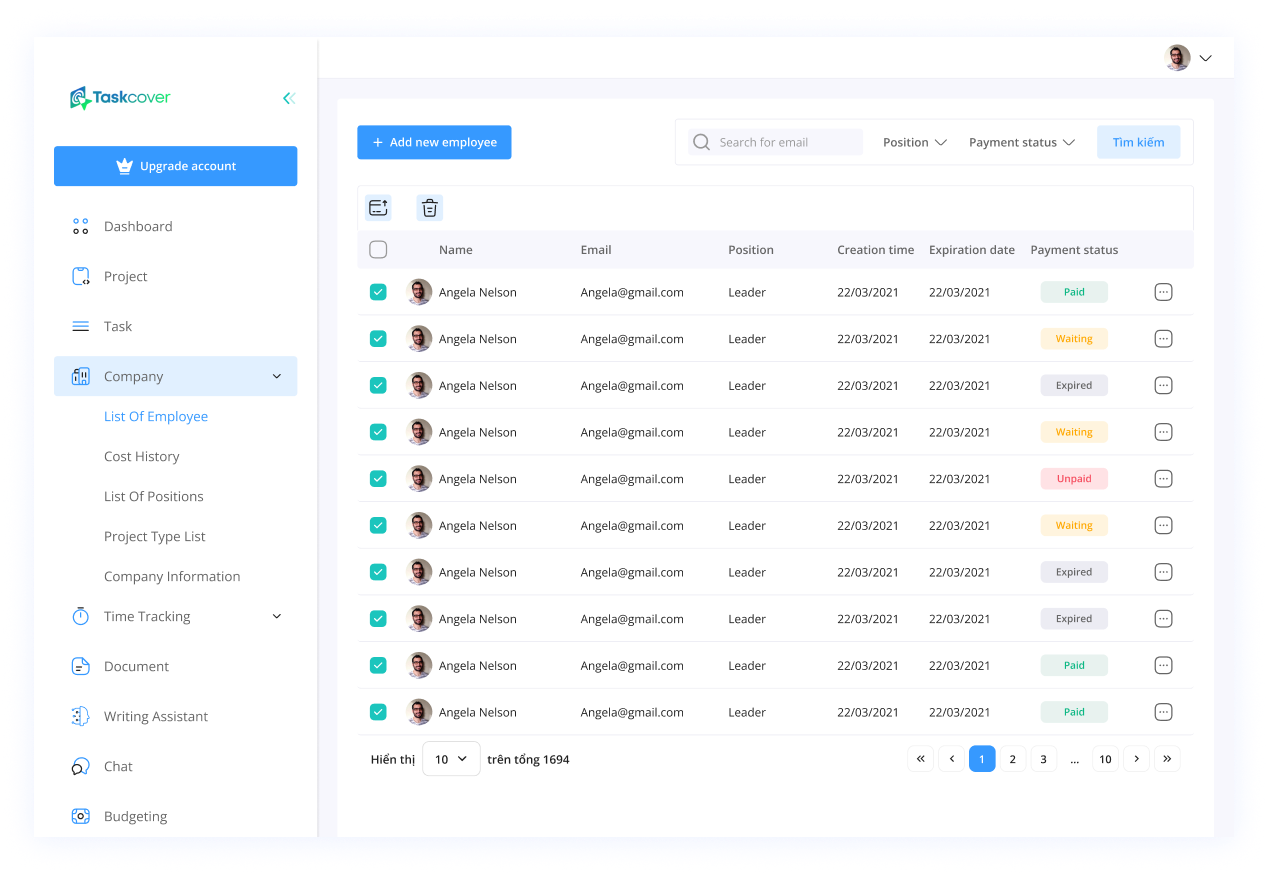 Taskcover
Upgrade account
Dashboard
Project
Task
Company
List Of Employee
Cost History
List Of Positions
Project Type List
Company Information
Time Tracking
Document
Writing Assistant
Chat
Budgeting
+ Add new employee
Search for email
Position
Payment status
Tìm kiếm
Name Email Position Creation time Expiration date Payment status
Angela Nelson Angela@gmail.com Leader 22/03/2021 22/03/2021 Paid
Angela Nelson Angela@gmail.com Leader 22/03/2021 22/03/2021 Waiting
Angela Nelson Angela@gmail.com Leader 22/03/2021 22/03/2021 Expired
Angela Nelson Angela@gmail.com Leader 22/03/2021 22/03/2021 Waiting
Angela Nelson Angela@gmail.com Leader 22/03/2021 22/03/2021 Unpaid
Angela Nelson Angela@gmail.com Leader 22/03/2021 22/03/2021 Waiting
Angela Nelson Angela@gmail.com Leader 22/03/2021 22/03/2021 Expired
Angela Nelson Angela@gmail.com Leader 22/03/2021 22/03/2021 Expired
Angela Nelson Angela@gmail.com Leader 22/03/2021 22/03/2021 Paid
Angela Nelson Angela@gmail.com Leader 22/03/2021 22/03/2021 Paid
Hiển thị 10 trên tổng 1694
« ‹ 1 2 3 ... 10 › »